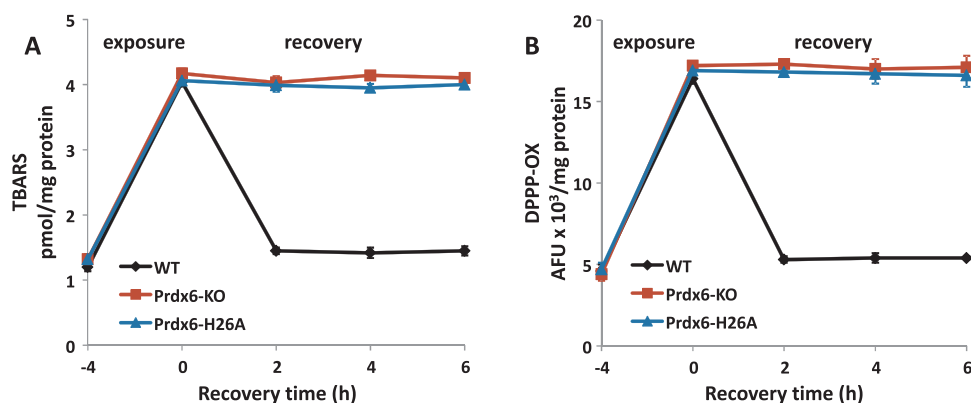 A
exposure
recovery
TBARS
pmol/mg protein
5
4
3
2
1
0
WT
Prdx6-KO
Prdx6-H26A
-4
0
2
4
6
Recovery time (h)
B
exposure
recovery
DPPP-OX
AFU x 10³/mg protein
20
15
10
5
0
WT
Prdx6-KO
Prdx6-H26A
-4
0
2
4
6
Recovery time (h)